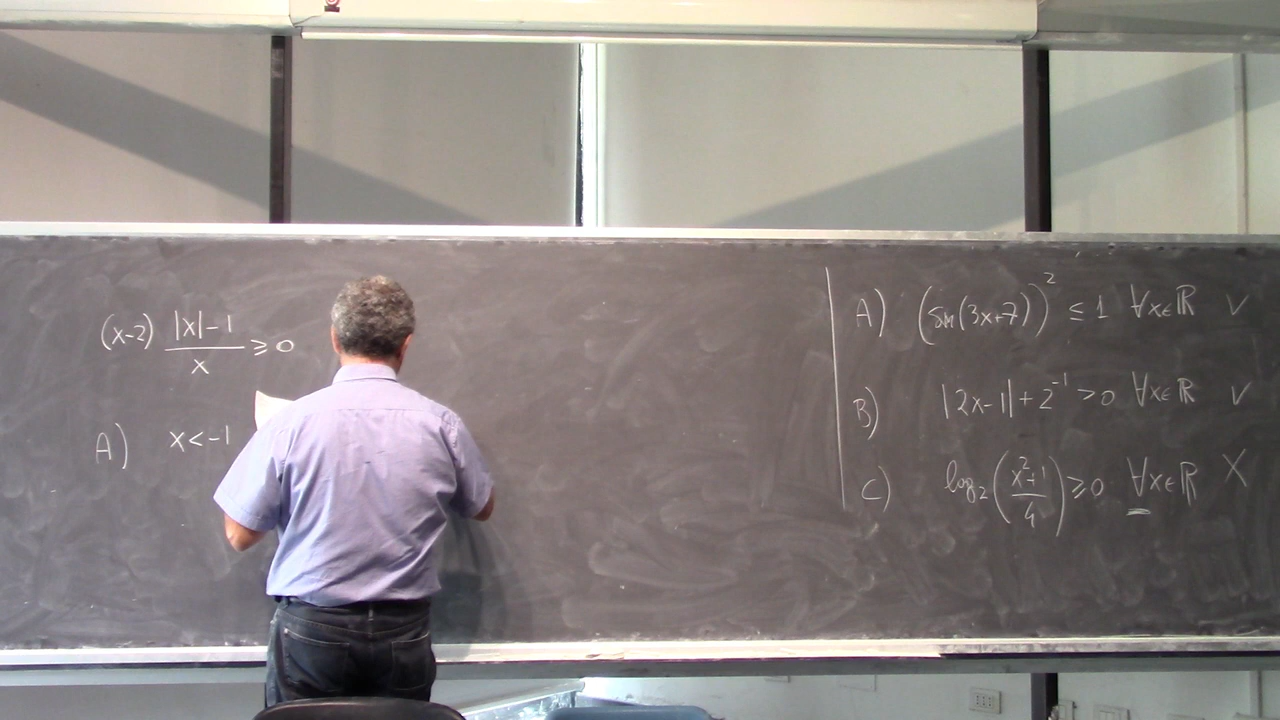 (x-2) |x|-1 / x ≥ 0
A) x < -1
A) (sin(3x+7))² ≤ 1 ∀x∈ℝ V
B) |2x-1| + 2⁻¹ > 0 ∀x∈ℝ V
C) log₂(x²+1 / 4) ≥ 0 ∀x∈ℝ X